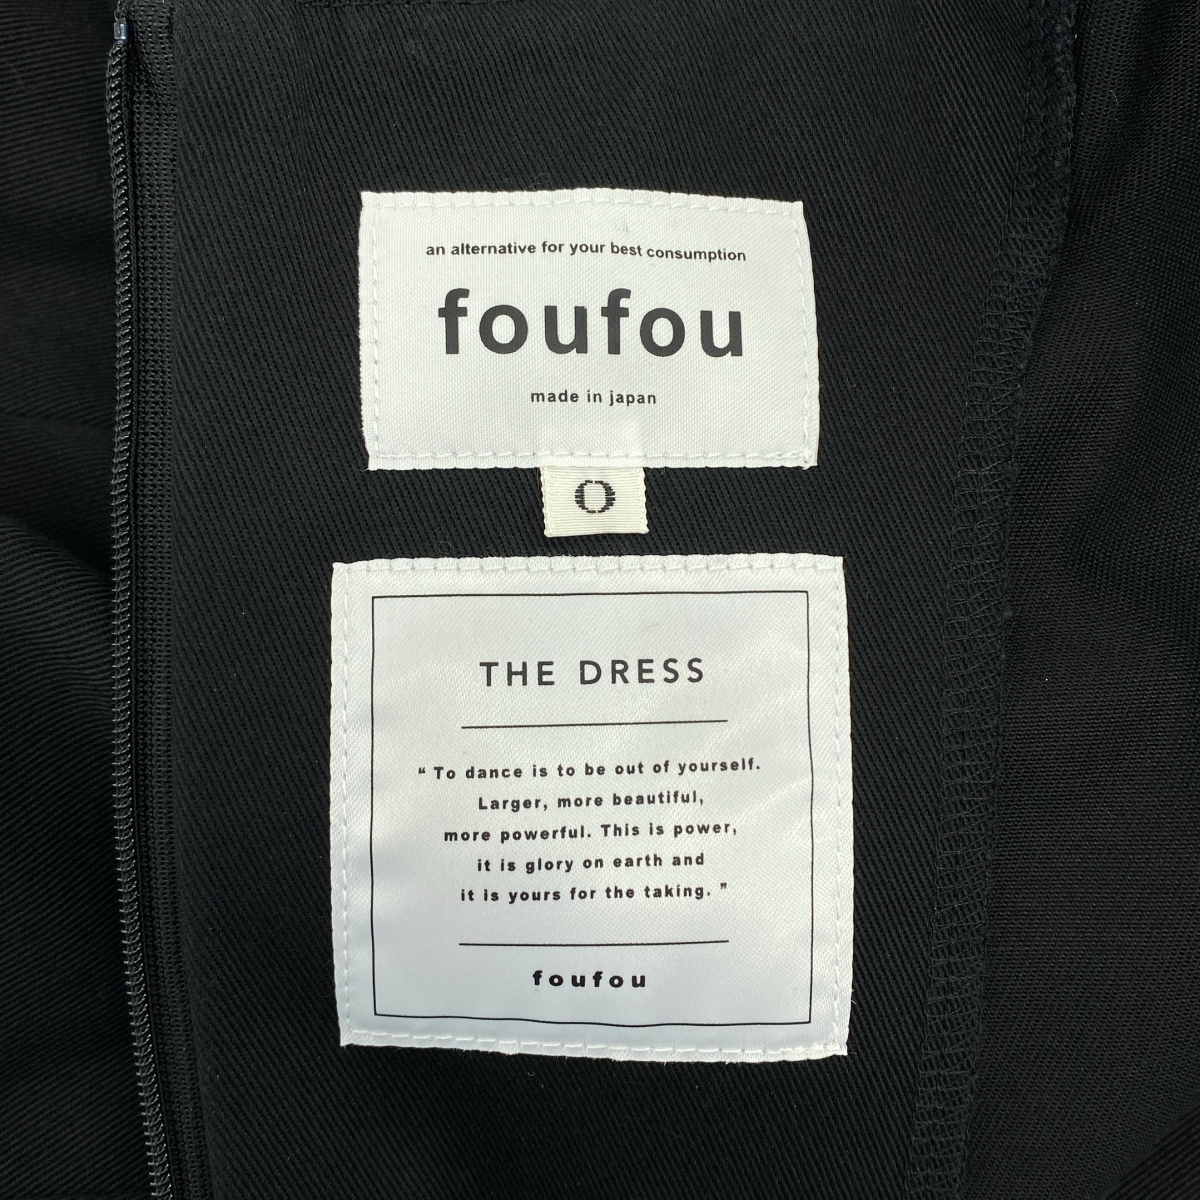 an alternative for your best consumption
foufou
made in japan
0
THE DRESS
“ To dance is to be out of yourself.
Larger, more beautiful,
more powerful. This is power,
it is glory on earth and
it is yours for the taking. ”
foufou